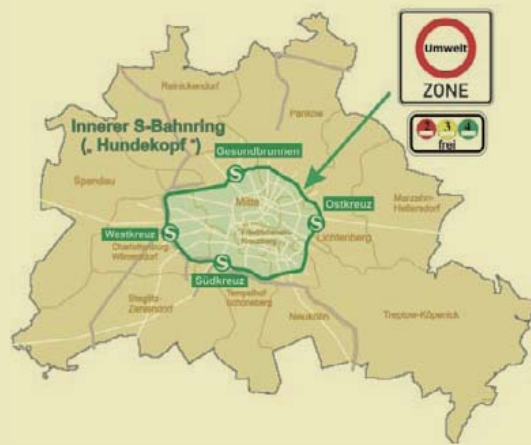 Umwelt
ZONE
2 3 4
frei
Innerer S-Bahnring
(„ Hundekopf “)
Reinickendorf
Pankow
Gesundbrunnen
S
Spandau
Mitte
Ostkreuz
S
Marzahn-
Hellersdorf
Friedrichshain-
Kreuzberg
Lichtenberg
Westkreuz
S
Charlottenburg-
Wilmersdorf
S
Südkreuz
Steglitz-
Zehlendorf
Tempelhof
Schöneberg
Neukölln
Treptow-Köpenick